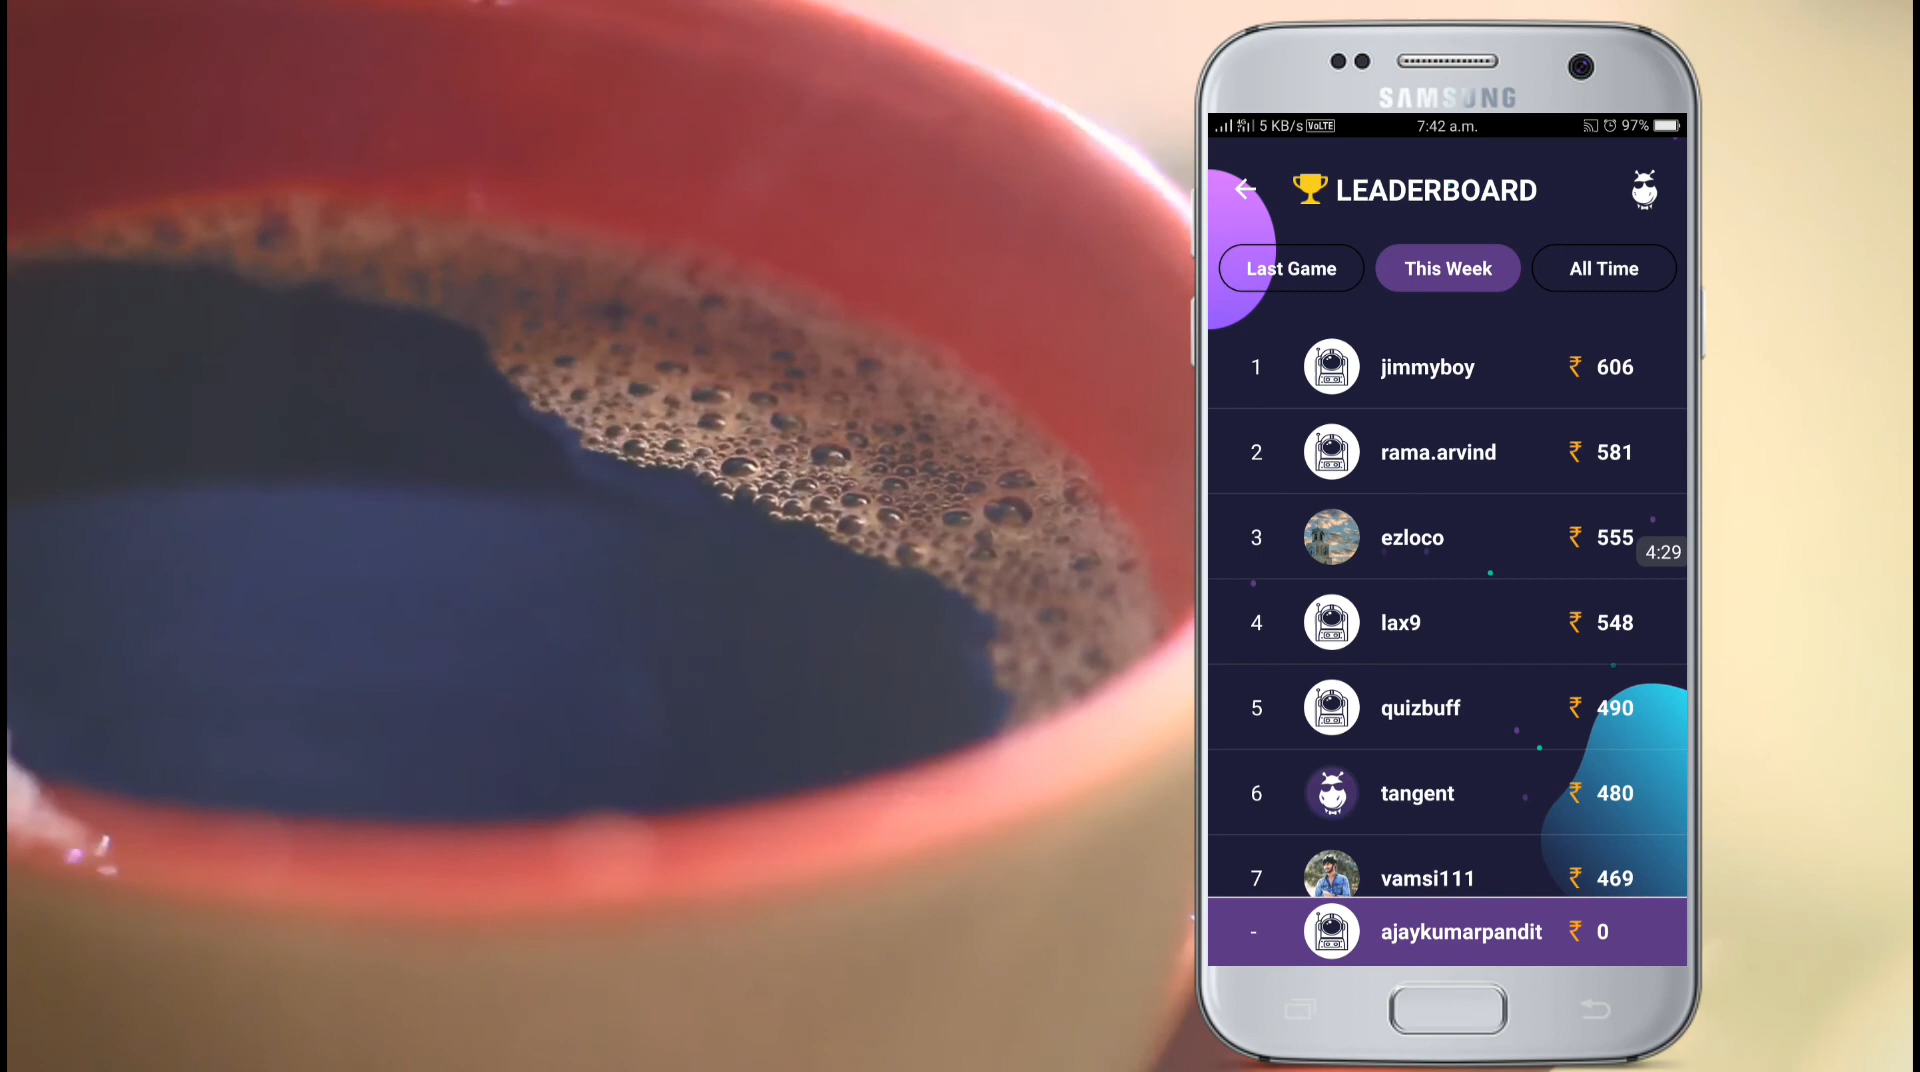 SAMSUNG
4G 5 KB/s VoLTE 7:42 a.m. 97%
LEADERBOARD
Last Game This Week All Time
1 jimmyboy ₹ 606
2 rama.arvind ₹ 581
3 ezloco ₹ 555
4:29
4 lax9 ₹ 548
5 quizbuff ₹ 490
6 tangent ₹ 480
7 vamsi111 ₹ 469
- ajaykumarpandit ₹ 0